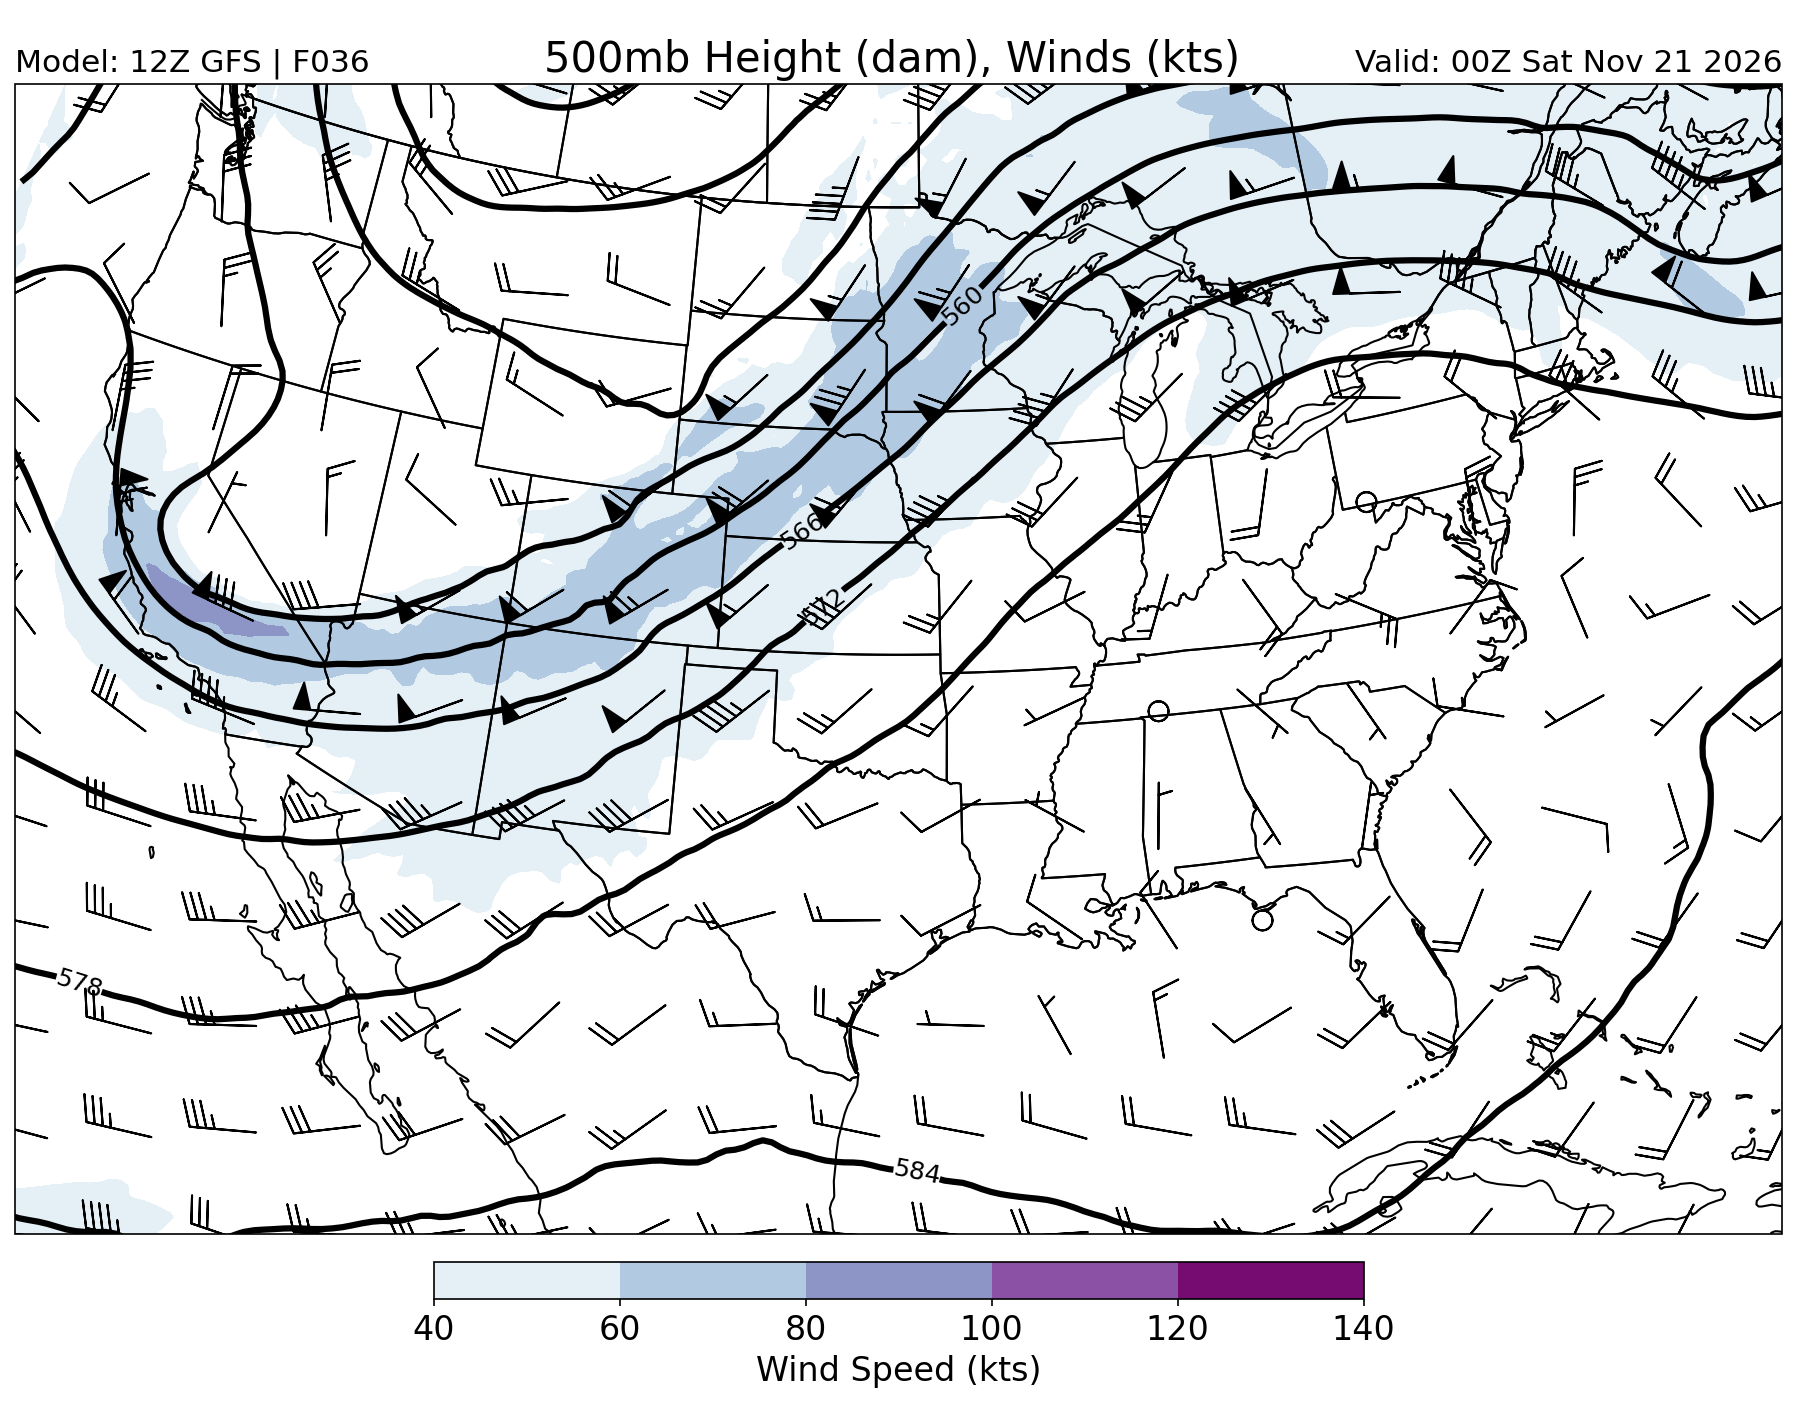 Model: 12Z GFS | F036
500mb Height (dam), Winds (kts)
Valid: 00Z Sat Nov 21 2026
560
566
572
578
584
40 60 80 100 120 140
Wind Speed (kts)